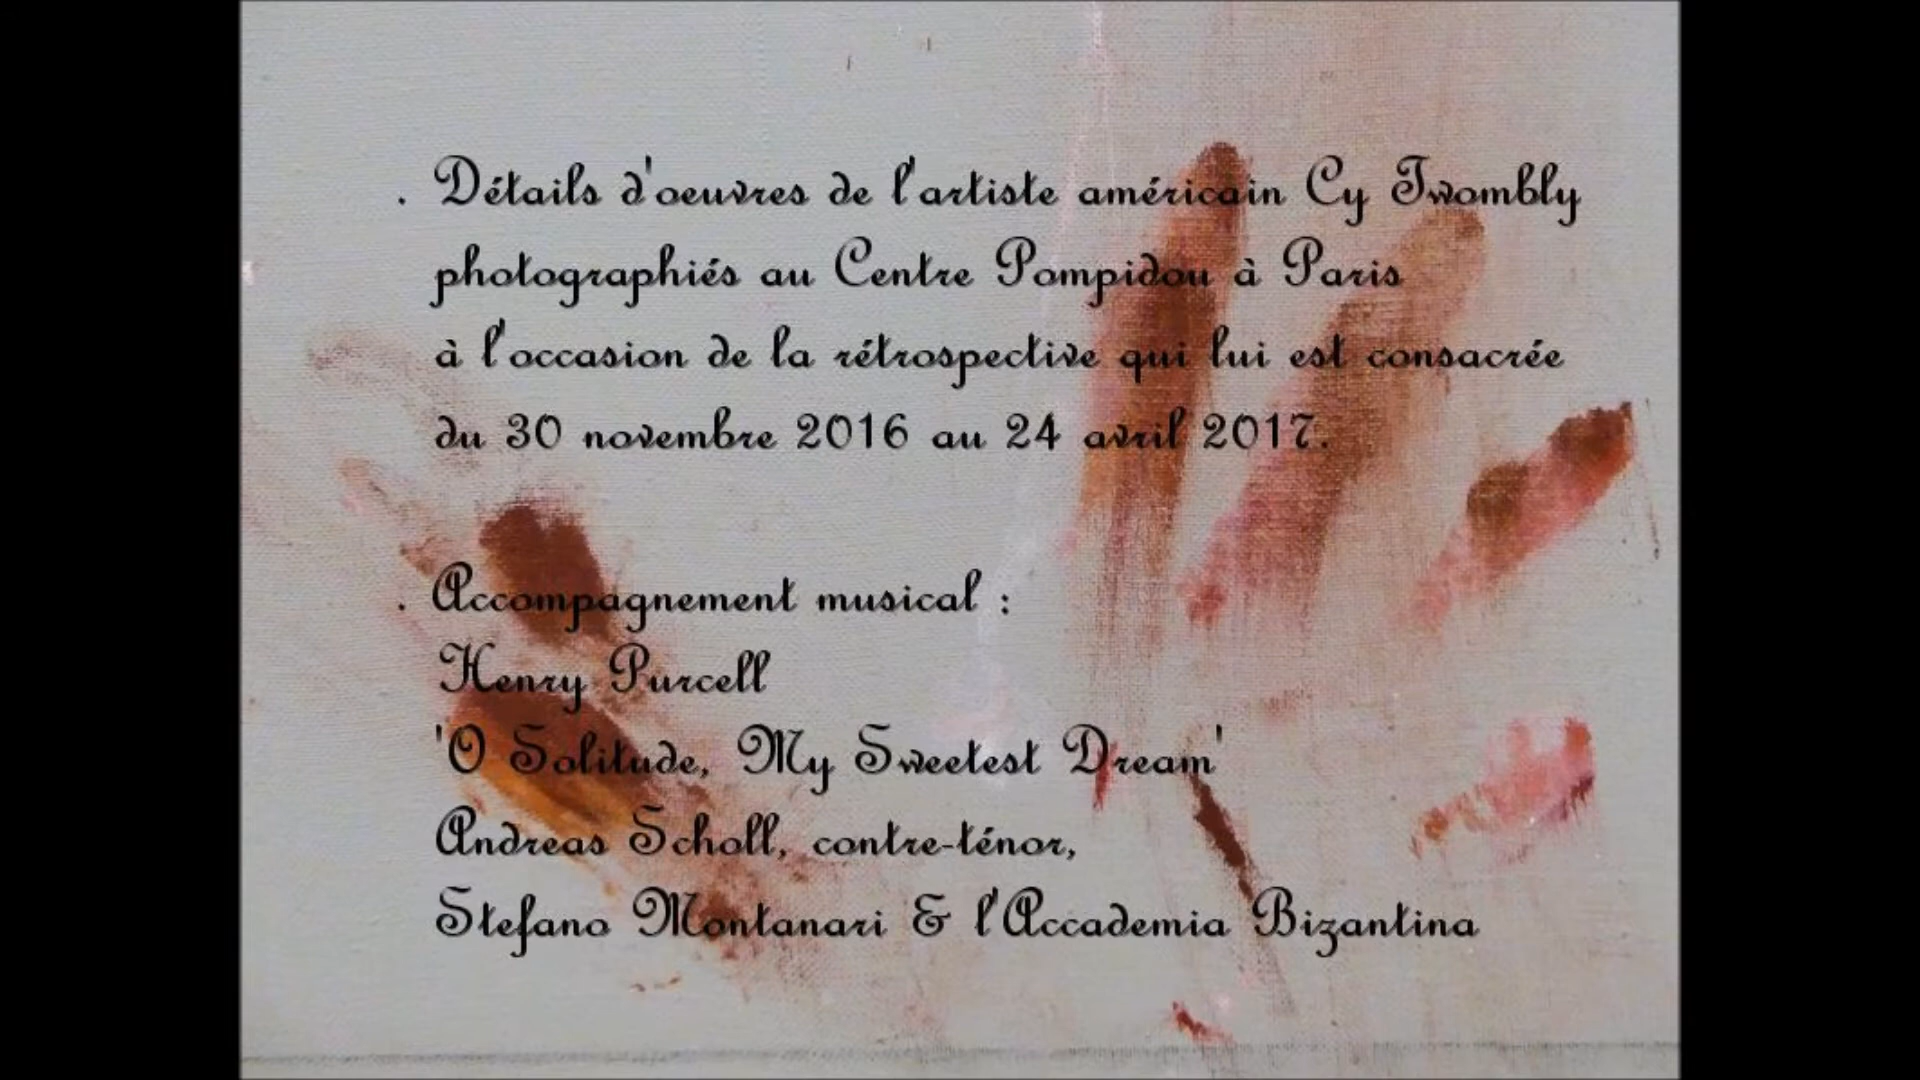 . Détails d'oeuvres de l'artiste américain Cy Twombly
photographiés au Centre Pompidou à Paris
à l'occasion de la rétrospective qui lui est consacrée
du 30 novembre 2016 au 24 avril 2017.
. Accompagnement musical :
Henry Purcell
'O Solitude, My Sweetest Dream'
Andreas Scholl, contre-ténor,
Stefano Montanari & l'Accademia Bizantina